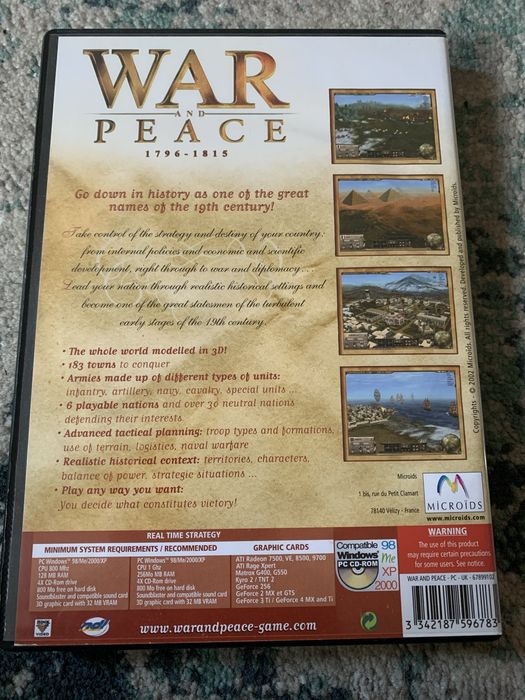 WAR
AND
PEACE
1796-1815
Go down in history as one of the great
names of the 19th century!
Take control of the strategy and destiny of your country:
from internal policies and economic and scientific
development, right through to war and diplomacy...
Lead your nation through realistic historical settings and
become one of the great statesmen of the turbulent
early stages of the 19th century.
• The whole world modelled in 3D!
• 183 towns to conquer
• Armies made up of different types of units:
infantry, artillery, navy, cavalry, special units ...
• 6 playable nations and over 30 neutral nations
defending their interests
• Advanced tactical planning: troop types and formations,
use of terrain, logistics, naval warfare
• Realistic historical context: territories, characters,
balance of power, strategic situations ...
• Play any way you want:
You decide what constitutes victory!
Copyrights - © 2002 Microïds. All rights reserved. Developed and published by Microïds.
Microïds
1 bis, rue du Petit Clamart
78140 Vélizy - France
MICROÏDS
www.microids.com
REAL TIME STRATEGY
MINIMUM SYSTEM REQUIREMENTS / RECOMMENDED
PC Windows® 98/Me/2000/XP
CPU 800 Mhz
128 MB RAM
4X CD-Rom drive
800 Mo free on hard disk
Soundblaster and compatible sound card
3D graphic card with 32 MB VRAM
PC Windows® 98/Me/2000/XP
CPU 1 Ghz
256Mo MB RAM
4X CD-Rom drive
800 Mo free on hard disk
Soundblaster and compatible sound card
3D graphic card with 32 MB VRAM
GRAPHIC CARDS
ATI Radeon 7500, VE, 8500, 9700
ATI Rage Xpert
Matrox G400, G550
Kyro 2 / TNT 2
GeForce 256
GeForce 2 MX et GTS
GeForce 3 Ti / GeForce 4 MX and Ti
Compatible
Windows®
PC CD-ROM
98
Me
XP
2000
WARNING
The use of this product
may require certain precautions
for some users. See notice.
WAR AND PEACE - PC - UK - 67899102
3 342187 596783
VIDEO
ndl
www.warandpeace-game.com